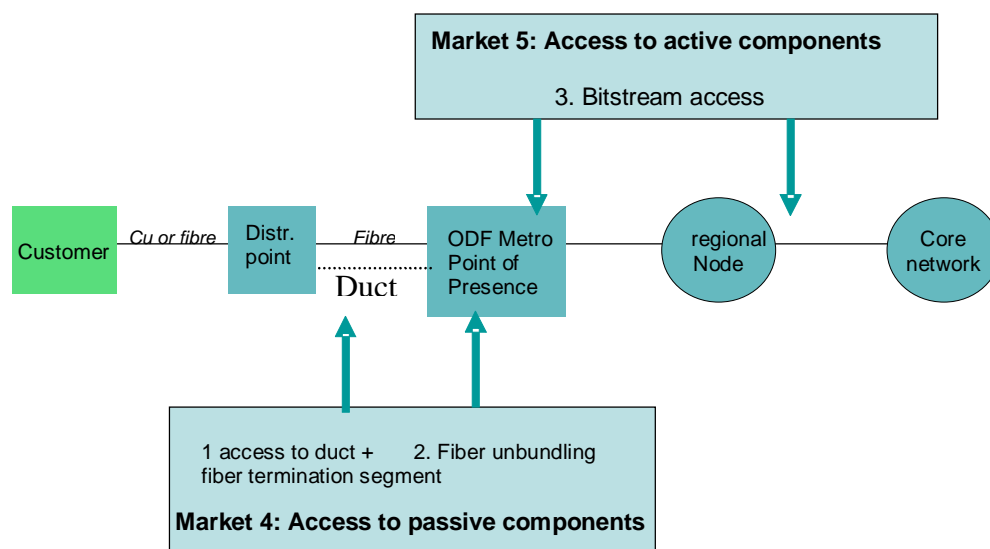 Market 5: Access to active components
3. Bitstream access
Customer
Cu or fibre
Distr.
point
Fibre
Duct
ODF Metro
Point of
Presence
regional
Node
Core
network
1 access to duct +
fiber termination segment
2. Fiber unbundling
Market 4: Access to passive components